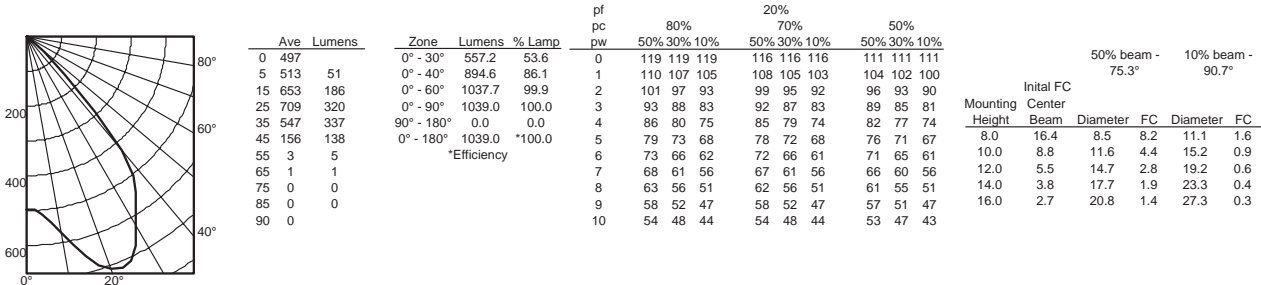 80°
60°
40°
20°
0°
200
400
600
Ave Lumens
0 497
5 513 51
15 653 186
25 709 320
35 547 337
45 156 138
55 3 5
65 1 1
75 0 0
85 0 0
90 0
Zone Lumens % Lamp
0° - 30° 557.2 53.6
0° - 40° 894.6 86.1
0° - 60° 1037.7 99.9
0° - 90° 1039.0 100.0
90° - 180° 0.0 0.0
0° - 180° 1039.0 *100.0
*Efficiency
pf 20%
pc 80% 70% 50%
pw 50% 30% 10% 50% 30% 10% 50% 30% 10%
0 119 119 119 116 116 116 111 111 111
1 110 107 105 108 105 103 104 102 100
2 101 97 93 99 95 92 96 93 90
3 93 88 83 92 87 83 89 85 81
4 86 80 75 85 79 74 82 77 74
5 79 73 68 78 72 68 76 71 67
6 73 66 62 72 66 61 71 65 61
7 68 61 56 67 61 56 66 60 56
8 63 56 51 62 56 51 61 55 51
9 58 52 47 58 52 47 57 51 47
10 54 48 44 54 48 44 53 47 43
50% beam - 10% beam -
75.3° 90.7°
Inital FC
Mounting Center
Height Beam Diameter FC Diameter FC
8.0 16.4 8.5 8.2 11.1 1.6
10.0 8.8 11.6 4.4 15.2 0.9
12.0 5.5 14.7 2.8 19.2 0.6
14.0 3.8 17.7 1.9 23.3 0.4
16.0 2.7 20.8 1.4 27.3 0.3